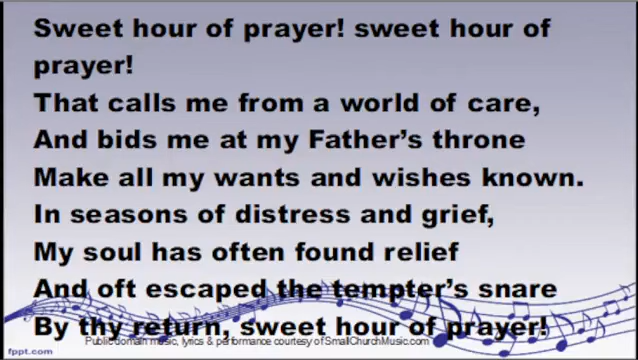 Sweet hour of prayer! sweet hour of
prayer!
That calls me from a world of care,
And bids me at my Father’s throne
Make all my wants and wishes known.
In seasons of distress and grief,
My soul has often found relief
And oft escaped the tempter’s snare
By thy return, sweet hour of prayer!
Public domain music, lyrics & performance courtesy of SmallChurchMusic.com
fppt.com